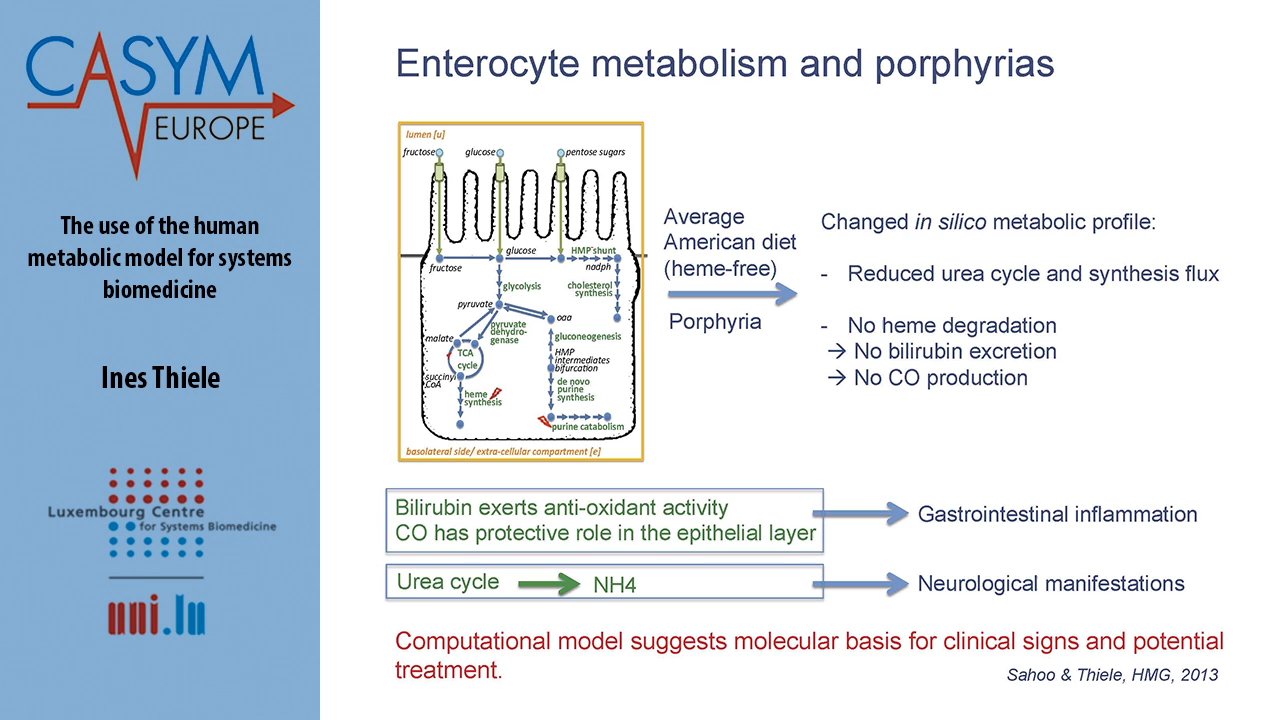 CASYM
EUROPE
The use of the human
metabolic model for systems
biomedicine
Ines Thiele
Luxembourg Centre
for Systems Biomedicine
uni.lu
Enterocyte metabolism and porphyrias
lumen [u]
fructose
glucose
pentose sugars
fructose
glucose
HMP shunt
nadph
glycolysis
cholesterol
synthesis
pyruvate
oaa
pyruvate
dehydro-
genase
gluconeogenesis
malate
TCA
cycle
HMP
intermediates
bifurcation
succinyl
CoA
heme
synthesis
de novo
purine
synthesis
purine catabolism
basolateral side/ extra-cellular compartment [e]
Average
American diet
(heme-free)
Porphyria
Changed in silico metabolic profile:
- Reduced urea cycle and synthesis flux
- No heme degradation
→ No bilirubin excretion
→ No CO production
Bilirubin exerts anti-oxidant activity
CO has protective role in the epithelial layer
Gastrointestinal inflammation
Urea cycle
NH4
Neurological manifestations
Computational model suggests molecular basis for clinical signs and potential
treatment.
Sahoo & Thiele, HMG, 2013